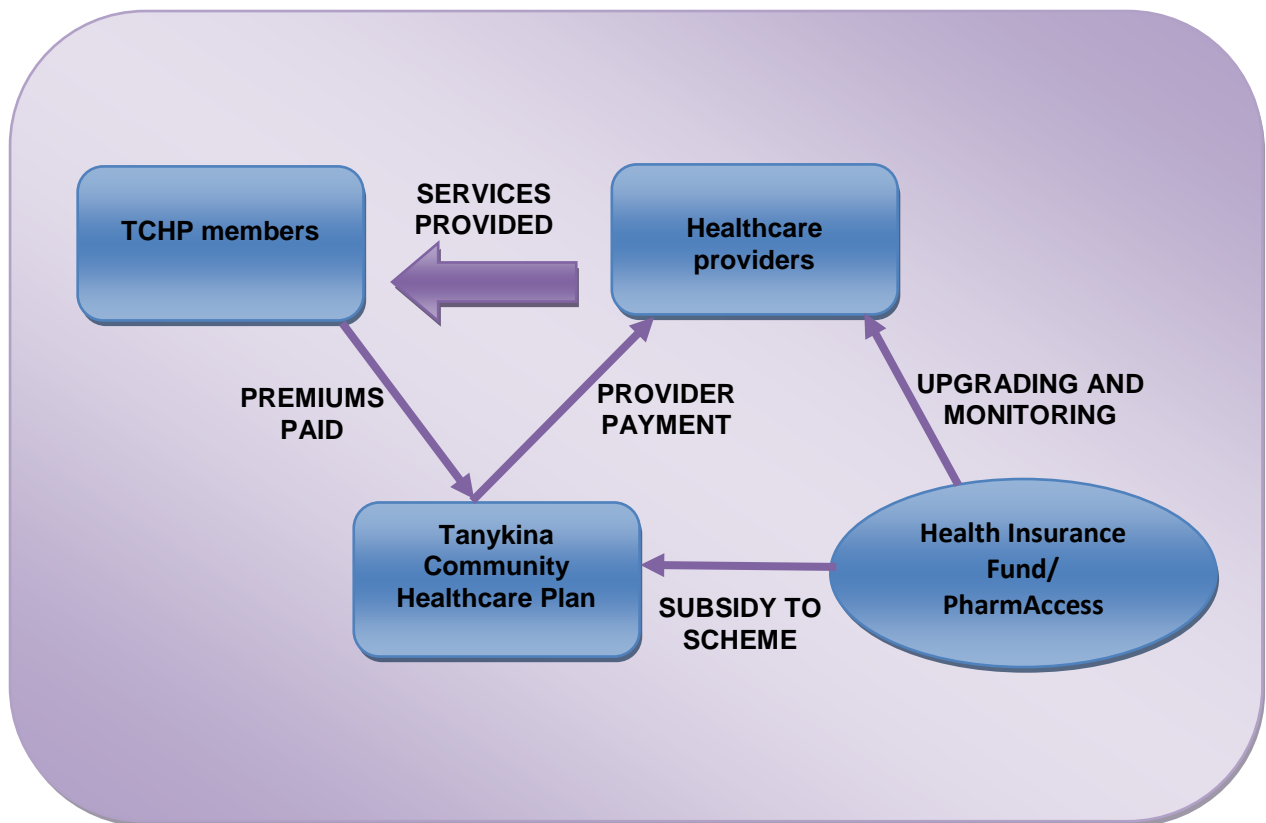 TCHP members
SERVICES
PROVIDED
Healthcare
providers
PREMIUMS
PAID
PROVIDER
PAYMENT
UPGRADING AND
MONITORING
Tanykina
Community
Healthcare Plan
SUBSIDY TO
SCHEME
Health Insurance
Fund/
PharmAccess